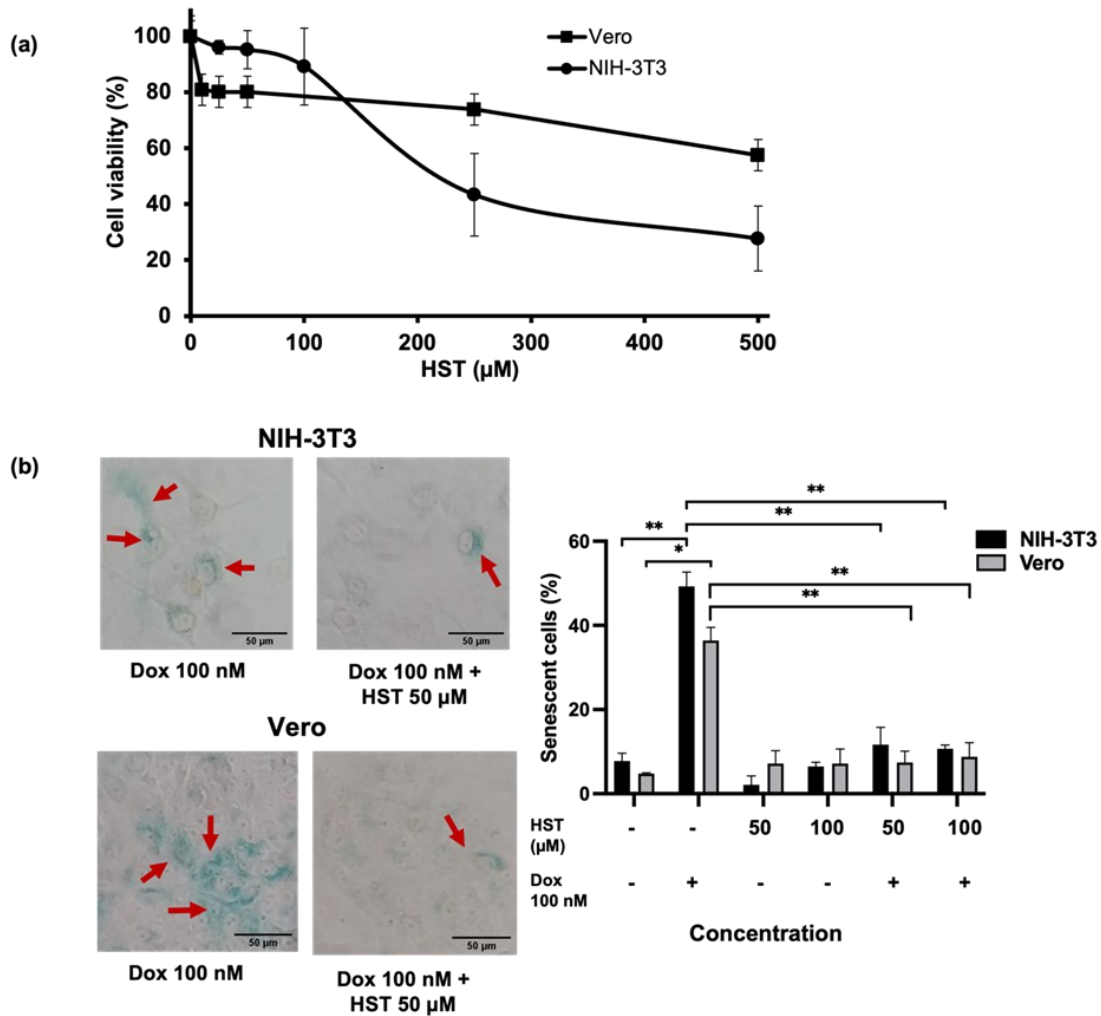 (a)
100
80
60
40
20
0
Cell viability (%)
Vero
NIH-3T3
0
100
200
300
400
500
HST (µM)
(b)
NIH-3T3
50 µm
50 µm
Dox 100 nM
Dox 100 nM +
HST 50 µM
Vero
50 µm
50 µm
Dox 100 nM
Dox 100 nM +
HST 50 µM
**
**
**
*
**
**
NIH-3T3
Vero
60
40
20
0
Senescent cells (%)
HST
(µM)
- - 50 100 50 100
Dox
100 nM
- + - - + +
Concentration